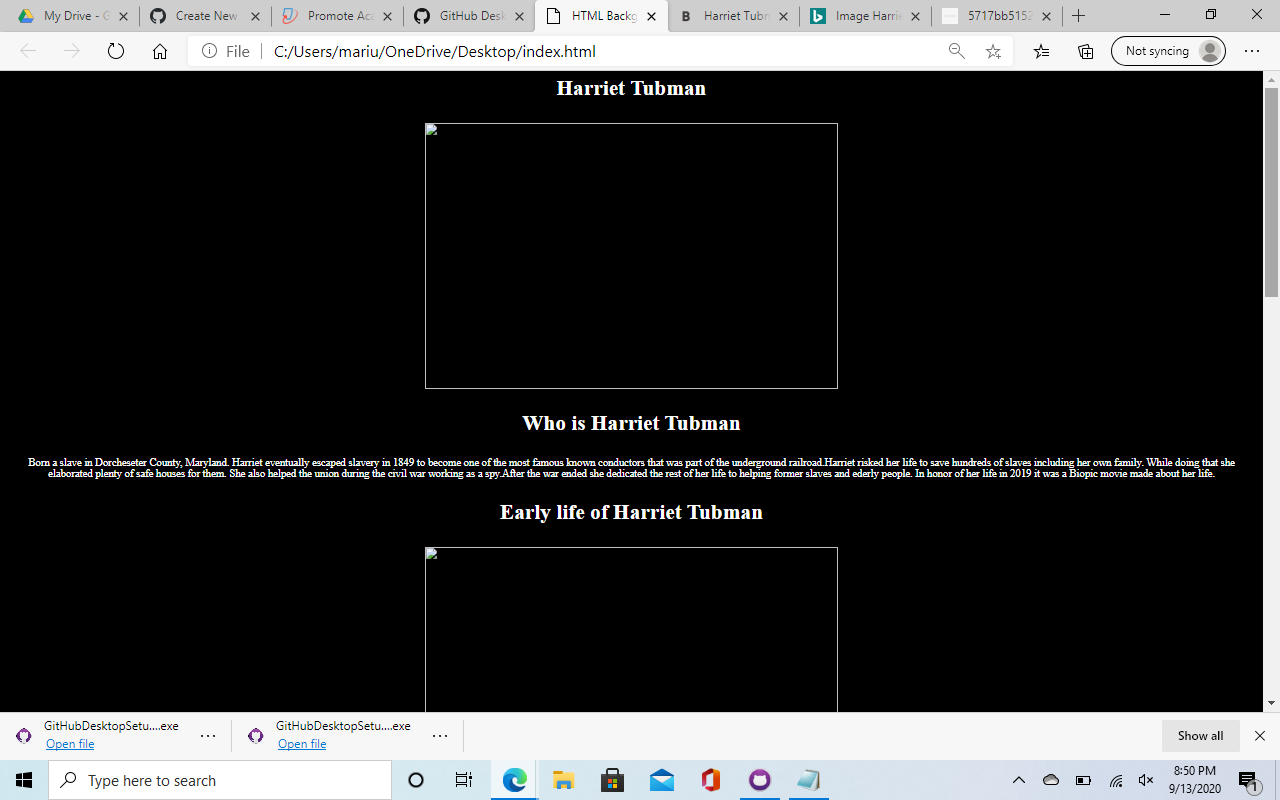 My Drive - G
Create New
Promote Aca
GitHub Desk
HTML Backg
Harriet Tubm
Image Harrie
5717bb5152
File
C:/Users/mariu/OneDrive/Desktop/index.html
Not syncing
Harriet Tubman
Who is Harriet Tubman
Born a slave in Dorcheseter County, Maryland. Harriet eventually escaped slavery in 1849 to become one of the most famous known conductors that was part of the underground railroad.Harriet risked her life to save hundreds of slaves including her own family. While doing that she
elaborated plenty of safe houses for them. She also helped the union during the civil war working as a spy.After the war ended she dedicated the rest of her life to helping former slaves and ederly people. In honor of her life in 2019 it was a Biopic movie made about her life.
Early life of Harriet Tubman
GitHubDesktopSetu....exe
Open file
GitHubDesktopSetu....exe
Open file
Show all
Type here to search
8:50 PM
9/13/2020
1